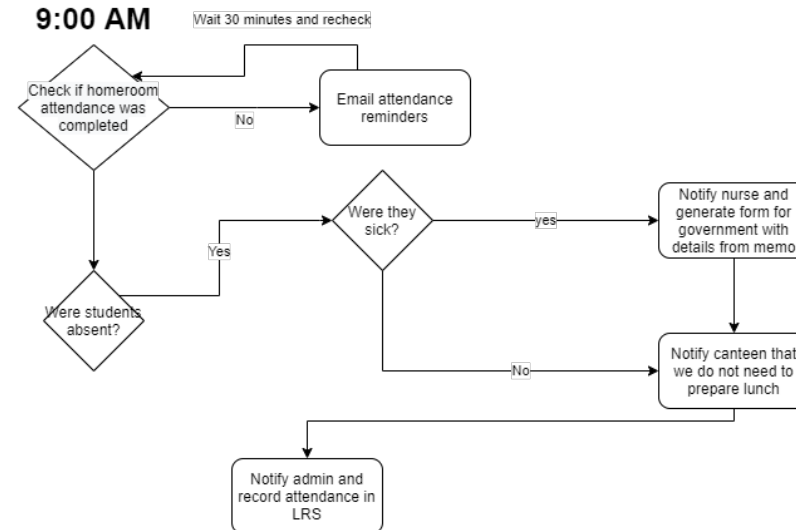 9:00 AM
Wait 30 minutes and recheck
Check if homeroom
attendance was
completed
No
Email attendance
reminders
Were they
sick?
yes
Notify nurse and
generate form for
government with
details from memo
Yes
Were students
absent?
No
Notify canteen that
we do not need to
prepare lunch
Notify admin and
record attendance in
LRS